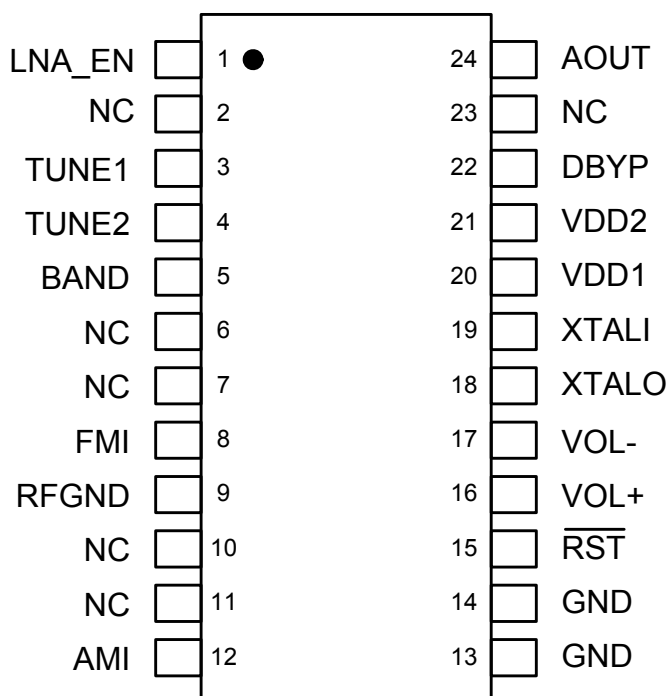 LNA_EN 1 24 AOUT
NC 2 23 NC
TUNE1 3 22 DBYP
TUNE2 4 21 VDD2
BAND 5 20 VDD1
NC 6 19 XTALI
NC 7 18 XTALO
FMI 8 17 VOL-
RFGND 9 16 VOL+
NC 10 15 RST
NC 11 14 GND
AMI 12 13 GND